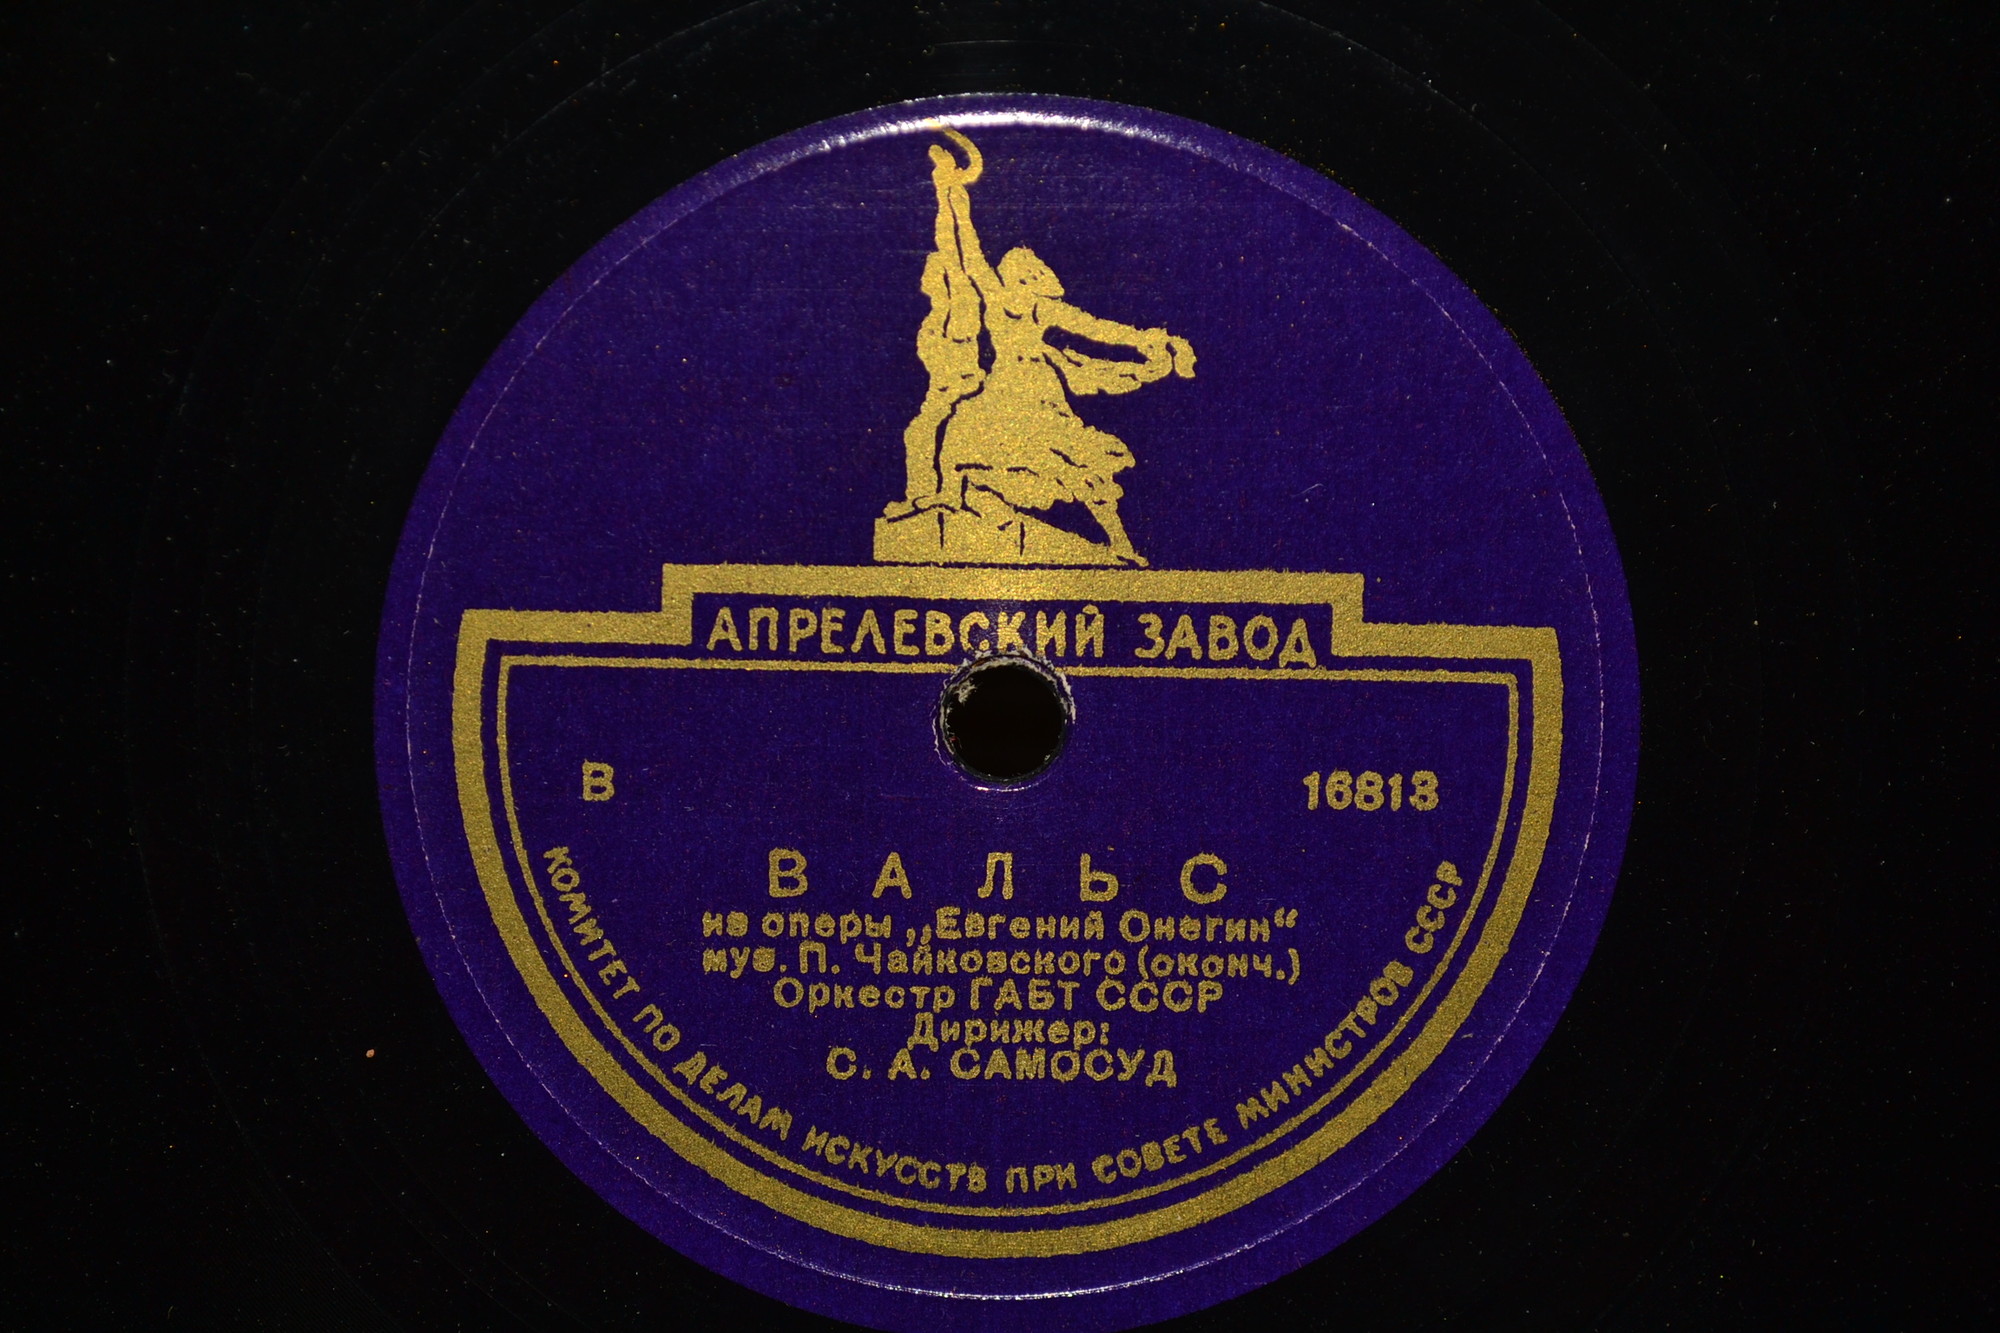 АПРЕЛЕВСКИЙ ЗАВОД
В 16813
ВАЛЬС
из оперы „Евгений Онегин“
муз. П. Чайковского (оконч.)
Оркестр ГАБТ СССР
Дирижер:
С. А. САМОСУД
КОМИТЕТ ПО ДЕЛАМ ИСКУССТВ ПРИ СОВЕТЕ МИНИСТРОВ СССР